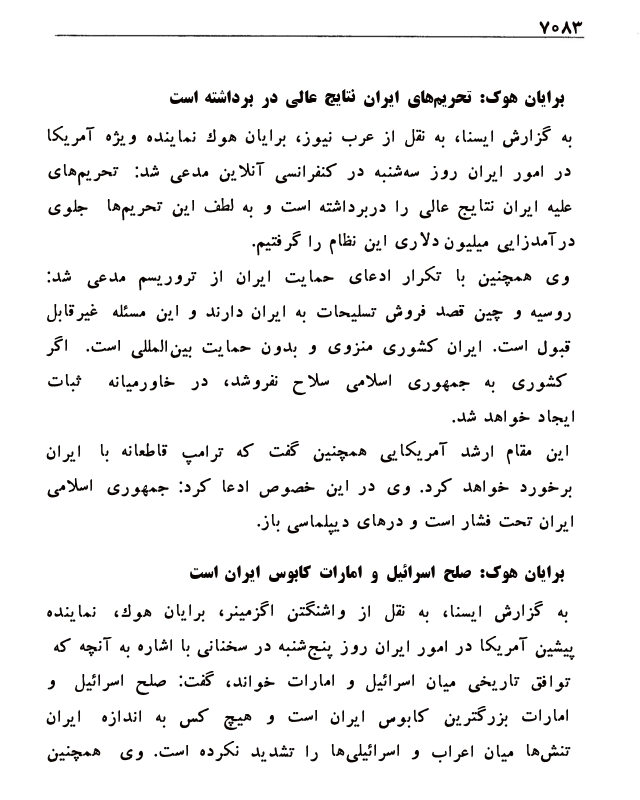 ۷۰۸۳
برایان هوک: تحریم‌های ایران نتایج عالی در برداشته است
به گزارش ایسنا، به نقل از عرب نیوز، برایان هوك نماینده ویژه آمریکا
در امور ایران روز سه‌شنبه در کنفرانسی آنلاین مدعی شد: تحریم‌های
علیه ایران نتایج عالی را دربرداشته است و به لطف این تحریم‌ها جلوی
درآمدزایی میلیون دلاری این نظام را گرفتیم.
وی همچنین با تکرار ادعای حمایت ایران از تروریسم مدعی شد:
روسیه و چین قصد فروش تسلیحات به ایران دارند و این مسئله غیرقابل
قبول است. ایران کشوری منزوی و بدون حمایت بین‌المللی است. اگر
کشوری به جمهوری اسلامی سلاح نفروشد، در خاورمیانه ثبات
ایجاد خواهد شد.
این مقام ارشد آمریکایی همچنین گفت که ترامپ قاطعانه با ایران
برخورد خواهد کرد. وی در این خصوص ادعا کرد: جمهوری اسلامی
ایران تحت فشار است و درهای دیپلماسی باز.
برایان هوک: صلح اسرائیل و امارات کابوس ایران است
به گزارش ایسنا، به نقل از واشنگتن اگزمینر، برایان هوك، نماینده
پیشین آمریکا در امور ایران روز پنج‌شنبه در سخنانی با اشاره به آنچه که
توافق تاریخی میان اسرائیل و امارات خواند، گفت: صلح اسرائیل و
امارات بزرگترین کابوس ایران است و هیچ کس به اندازه ایران
تنش‌ها میان اعراب و اسرائیلی‌ها را تشدید نکرده است. وی همچنین